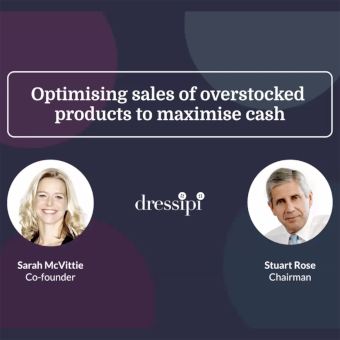 Optimising sales of overstocked
products to maximise cash
dressipi
Sarah McVittie
Co-founder
Stuart Rose
Chairman